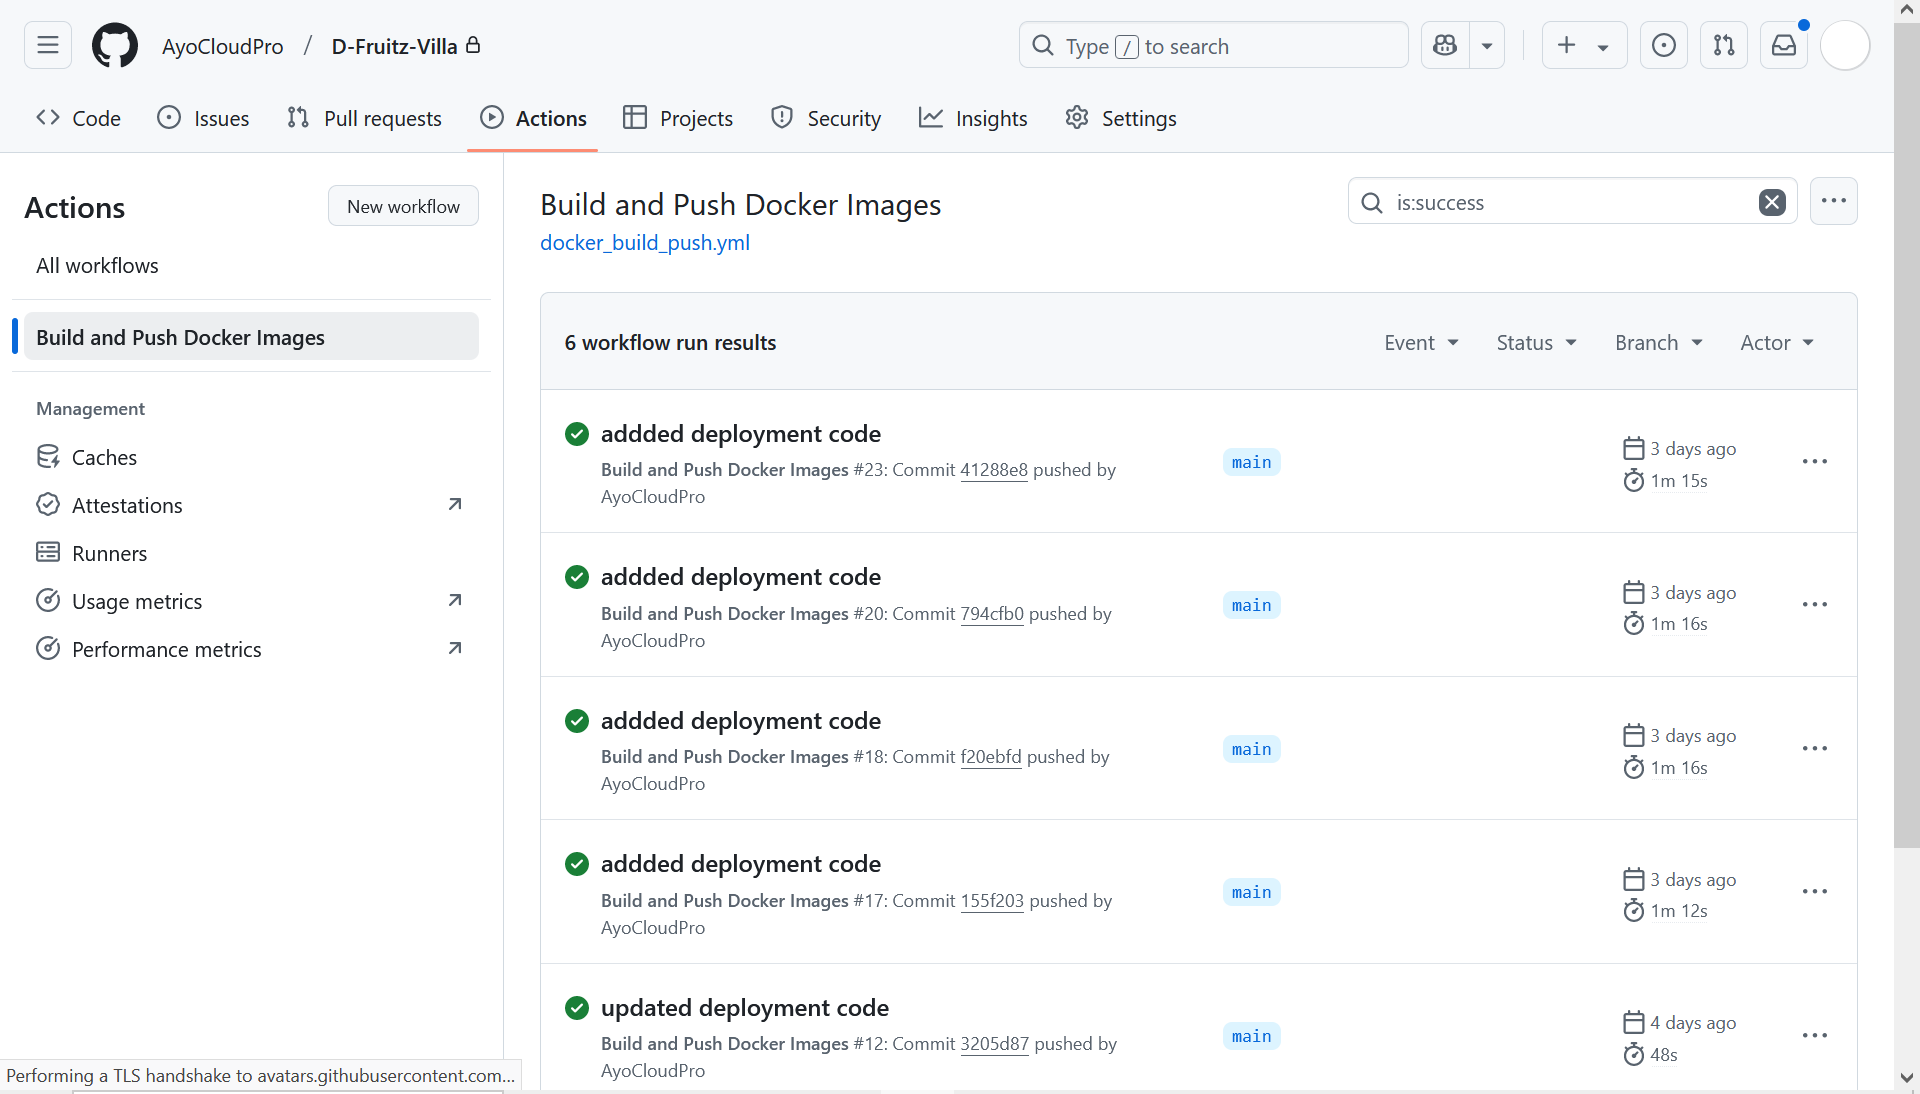 AyoCloudPro / D-Fruitz-Villa
Type / to search
Code Issues Pull requests Actions Projects Security Insights Settings
Actions
New workflow
All workflows
Build and Push Docker Images
Management
Caches
Attestations
Runners
Usage metrics
Performance metrics
Build and Push Docker Images
docker_build_push.yml
is:success
6 workflow run results
Event Status Branch Actor
addded deployment code
Build and Push Docker Images #23: Commit 41288e8 pushed by
AyoCloudPro
main
3 days ago
1m 15s
addded deployment code
Build and Push Docker Images #20: Commit 794cfb0 pushed by
AyoCloudPro
main
3 days ago
1m 16s
addded deployment code
Build and Push Docker Images #18: Commit f20ebfd pushed by
AyoCloudPro
main
3 days ago
1m 16s
addded deployment code
Build and Push Docker Images #17: Commit 155f203 pushed by
AyoCloudPro
main
3 days ago
1m 12s
updated deployment code
Build and Push Docker Images #12: Commit 3205d87 pushed by
AyoCloudPro
main
4 days ago
48s
Performing a TLS handshake to avatars.githubusercontent.com...